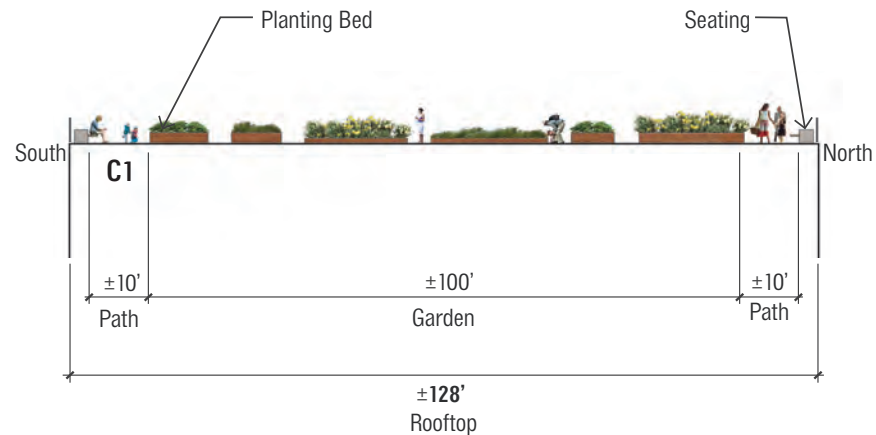 Planting Bed
Seating
South
North
C1
±10’
±100’
±10’
Path
Garden
Path
±128’
Rooftop